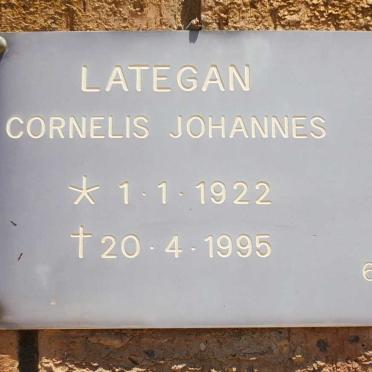 LATEGAN
CORNELIS JOHANNES
* 1·1·1922
† 20·4·1995